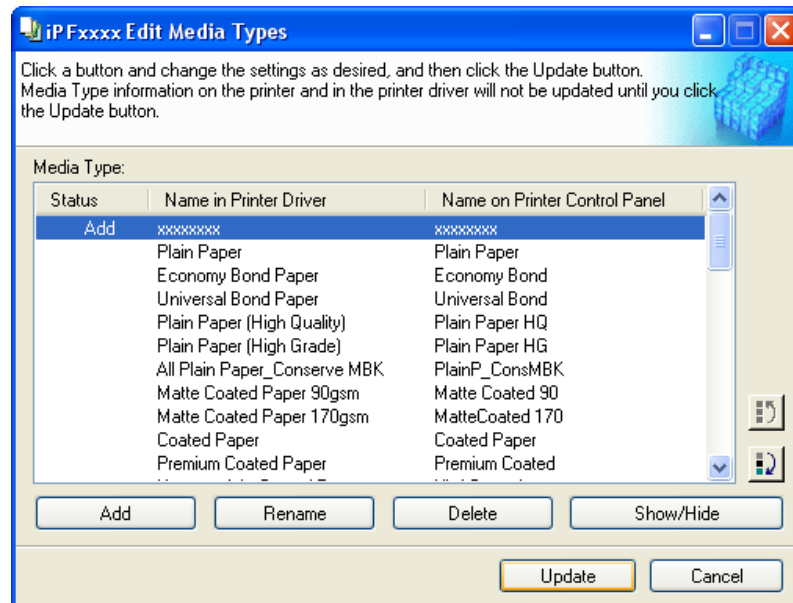 iPFxxxx Edit Media Types
Click a button and change the settings as desired, and then click the Update button.
Media Type information on the printer and in the printer driver will not be updated until you click
the Update button.
Media Type:
Status Name in Printer Driver Name on Printer Control Panel
Add xxxxxxxx xxxxxxxx
Plain Paper Plain Paper
Economy Bond Paper Economy Bond
Universal Bond Paper Universal Bond
Plain Paper (High Quality) Plain Paper HQ
Plain Paper (High Grade) Plain Paper HG
All Plain Paper_Conserve MBK PlainP_ConsMBK
Matte Coated Paper 90gsm Matte Coated 90
Matte Coated Paper 170gsm MatteCoated 170
Coated Paper Coated Paper
Premium Coated Paper Premium Coated
Add Rename Delete Show/Hide
Update Cancel